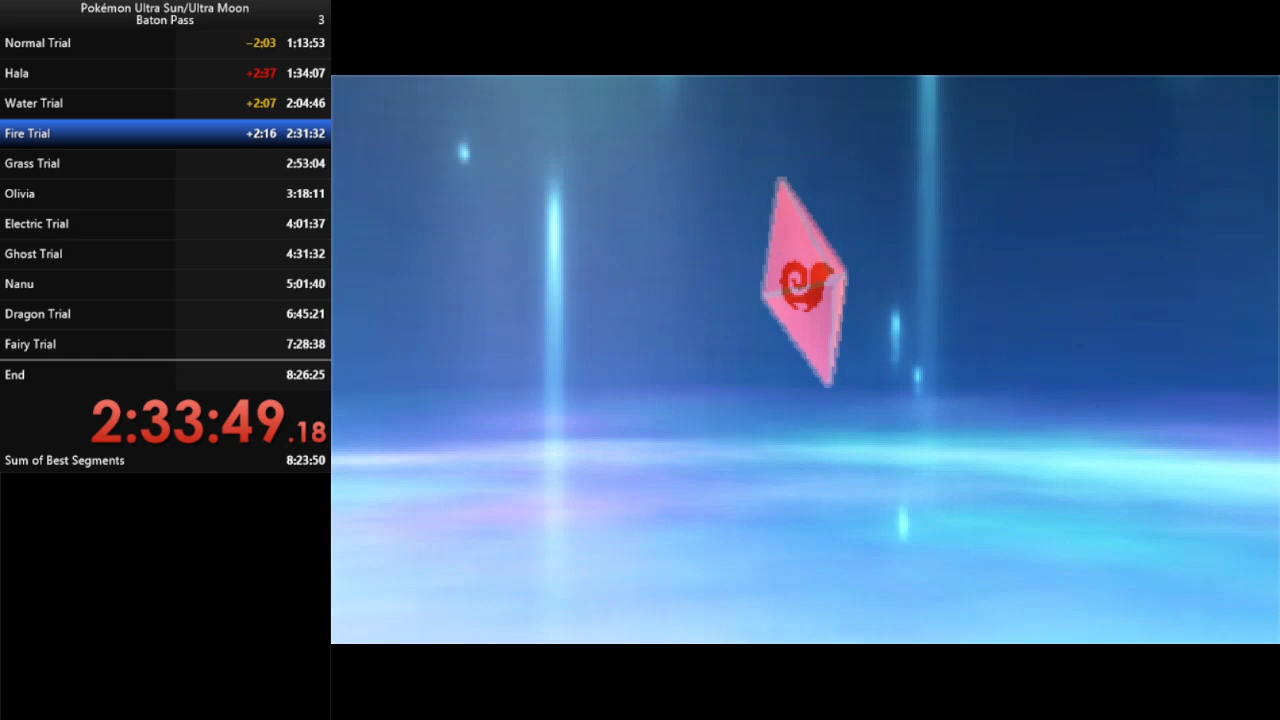 Pokémon Ultra Sun/Ultra Moon
Baton Pass 3
Normal Trial −2:03 1:13:53
Hala +2:37 1:34:07
Water Trial +2:07 2:04:46
Fire Trial +2:16 2:31:32
Grass Trial 2:53:04
Olivia 3:18:11
Electric Trial 4:01:37
Ghost Trial 4:31:32
Nanu 5:01:40
Dragon Trial 6:45:21
Fairy Trial 7:28:38
End 8:26:25
2:33:49.18
Sum of Best Segments 8:23:50